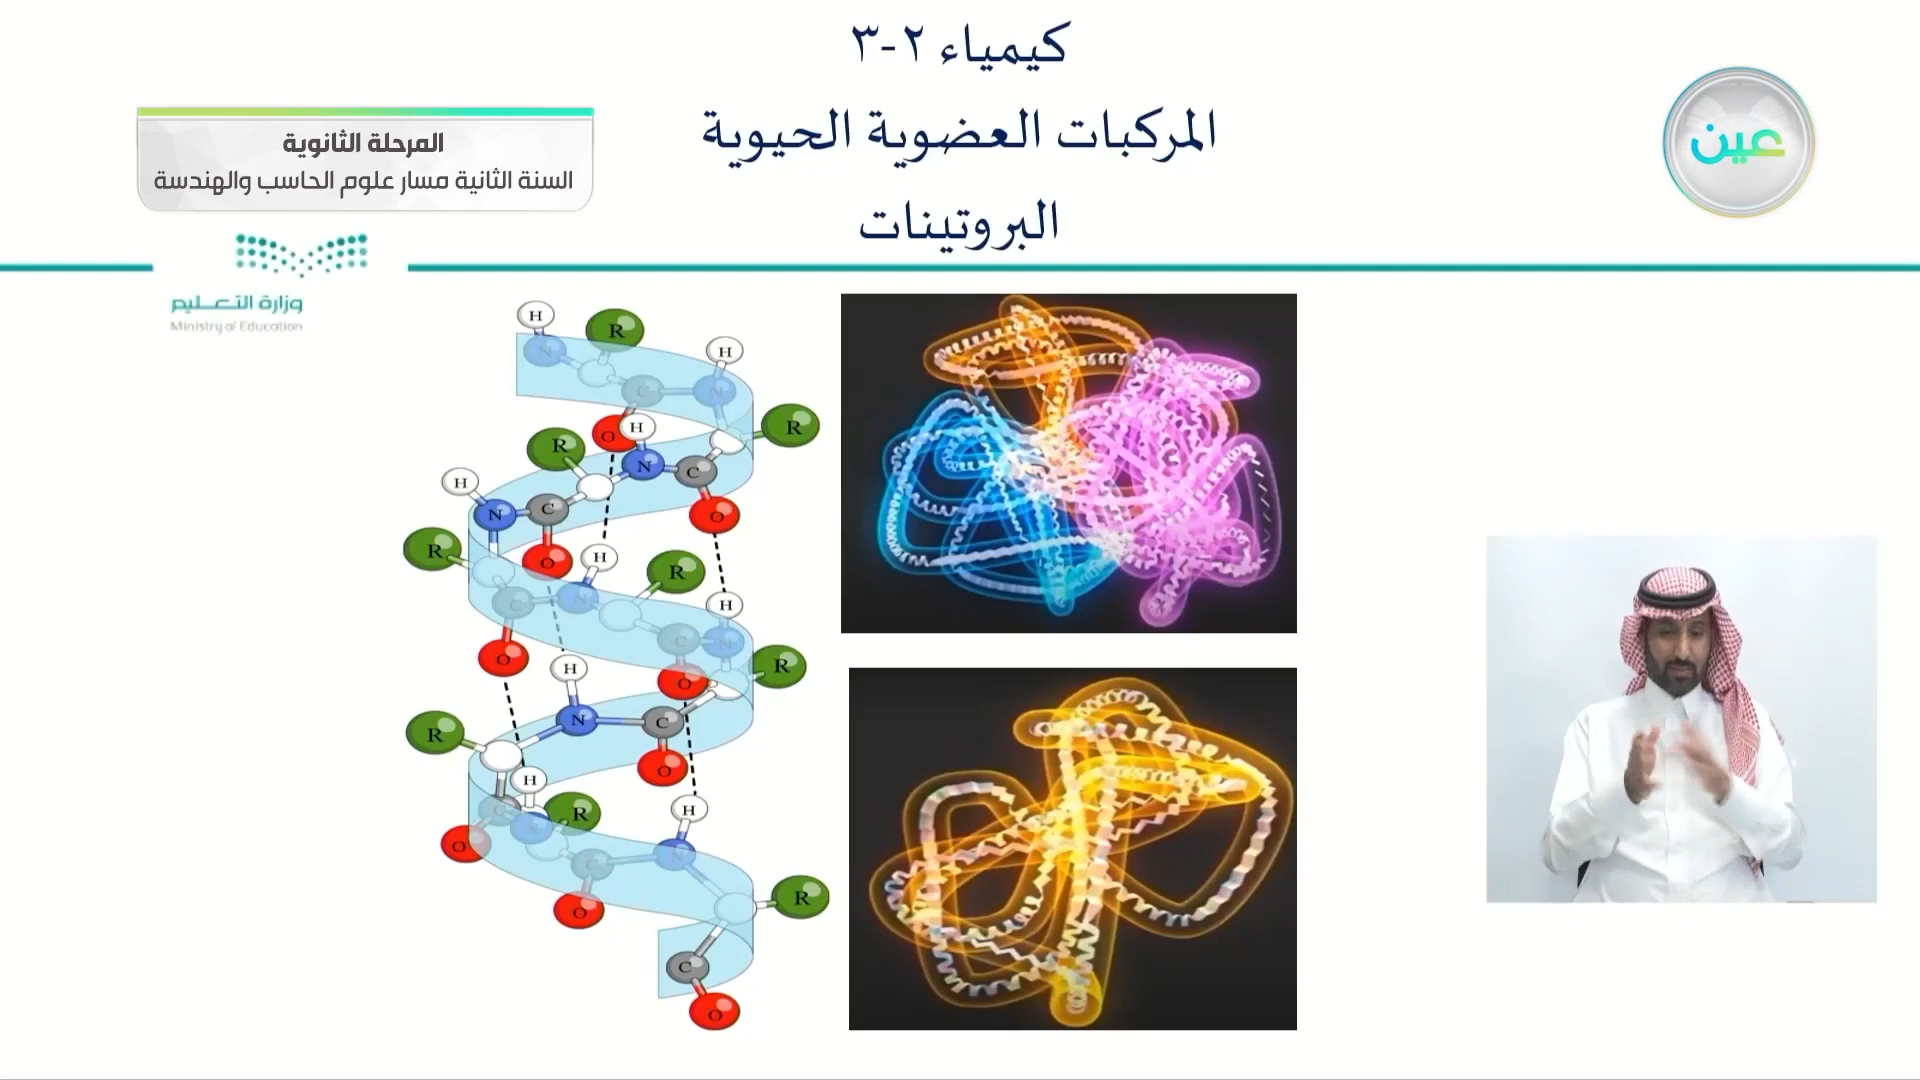 كيمياء ٢-٣
المركبات العضوية الحيوية
البروتينات
عين
المرحلة الثانوية
السنة الثانية مسار علوم الحاسب والهندسة
وزارة التعليم
Ministry of Education
H
R
H
N
C
N
R
O
H
R
N
C
H
N
C
O
R
O
H
R
N
C
H
O
C
N
H
R
O
N
C
R
O
H
H
C
R
N
O
C
N
R
O
C
O